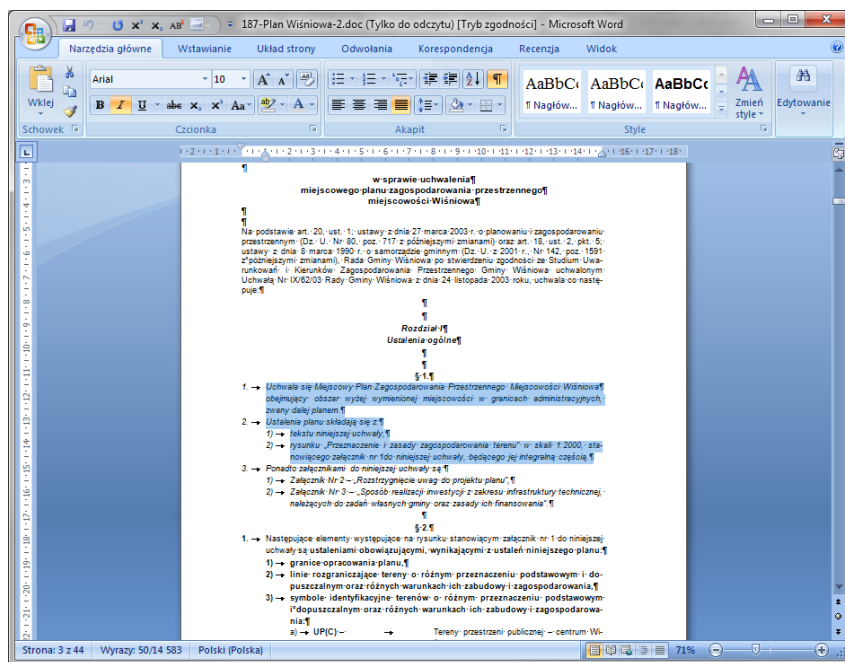 187-Plan Wiśniowa-2.doc (Tylko do odczytu) [Tryb zgodności] - Microsoft Word
Narzędzia główne Wstawianie Układ strony Odwołania Korespondencja Recenzja Widok
Wklej
Schowek
Arial 10
Czcionka
Akapit
AaBbCc AaBbCc AaBbCc
¶ Nagłów... ¶ Nagłów... ¶ Nagłów...
Zmień style
Style
Edytowanie
w sprawie uchwalenia¶
miejscowego planu zagospodarowania przestrzennego¶
miejscowości Wiśniowa¶
¶
¶
Na podstawie art. 20, ust. 1; ustawy z dnia 27 marca 2003 r. o planowaniu i zagospodarowaniu
przestrzennym (Dz. U. Nr 80, poz. 717 z późniejszymi zmianami) oraz art. 18, ust. 2, pkt. 5;
ustawy z dnia 8 marca 1990 r. o samorządzie gminnym (Dz. U. z 2001 r., Nr 142, poz. 1591
z°późniejszymi zmianami), Rada Gminy Wiśniowa po stwierdzeniu zgodności ze Studium Uwa-
runkowań i Kierunków Zagospodarowania Przestrzennego Gminy Wiśniowa uchwalonym
Uchwałą Nr IX/62/03 Rady Gminy Wiśniowa z dnia 24 listopada 2003 roku, uchwala co nastę-
puje:¶
¶
¶
Rozdział I¶
Ustalenia ogólne¶
¶
¶
§ 1.¶
1. → Uchwala się Miejscowy Plan Zagospodarowania Przestrzennego Miejscowości Wiśniowa¶
obejmujący obszar wyżej wymienionej miejscowości w granicach administracyjnych,
zwany dalej planem.¶
2. → Ustalenia planu składają się z:¶
1) → tekstu niniejszej uchwały,¶
2) → rysunku „Przeznaczenie i zasady zagospodarowania terenu" w skali 1:2000, sta-
nowiącego załącznik nr 1do niniejszej uchwały, będącego jej integralną częścią.¶
3. → Ponadto załącznikami do niniejszej uchwały są:¶
1) → Załącznik Nr 2 – „Rozstrzygnięcie uwag do projektu planu",¶
2) → Załącznik Nr 3 – „Sposób realizacji inwestycji z zakresu infrastruktury technicznej,
należących do zadań własnych gminy oraz zasady ich finansowania".¶
¶
§ 2.¶
1. → Następujące elementy występujące na rysunku stanowiącym załącznik nr 1 do niniejszej
uchwały są ustaleniami obowiązującymi, wynikającymi z ustaleń niniejszego planu:¶
1) → granice opracowania planu,¶
2) → linie rozgraniczające tereny o różnym przeznaczeniu podstawowym i do-
puszczalnym oraz różnych warunkach ich zabudowy i zagospodarowania,¶
3) → symbole identyfikacyjne terenów o różnym przeznaczeniu podstawowym
i°dopuszczalnym oraz różnych warunkach ich zabudowy i zagospodarowa-
nia:¶
a) → UP(C) – → Tereny przestrzeni publicznej – centrum Wi-
Strona: 3 z 44 Wyrazy: 50/14 583 Polski (Polska) 71%